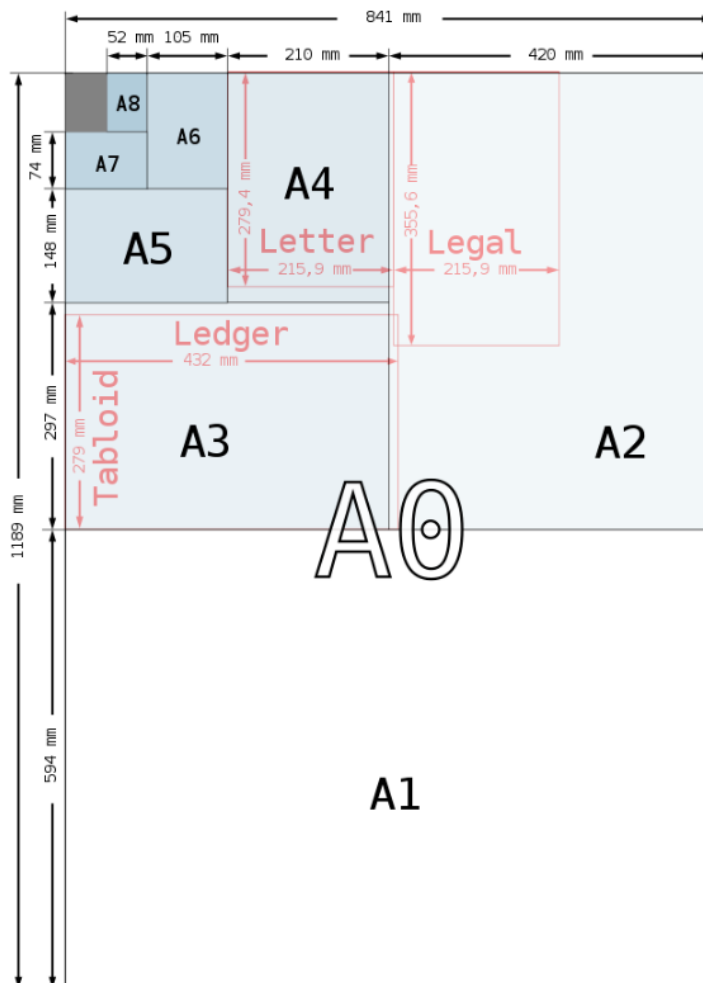 841 mm
52 mm 105 mm
210 mm
420 mm
A8
A6
A7
74 mm
A4
279,4 mm
355,6 mm
Letter
Legal
215,9 mm
215,9 mm
A5
148 mm
Ledger
432 mm
Tabloid
279 mm
297 mm
A3
A2
1189 mm
A0
594 mm
A1